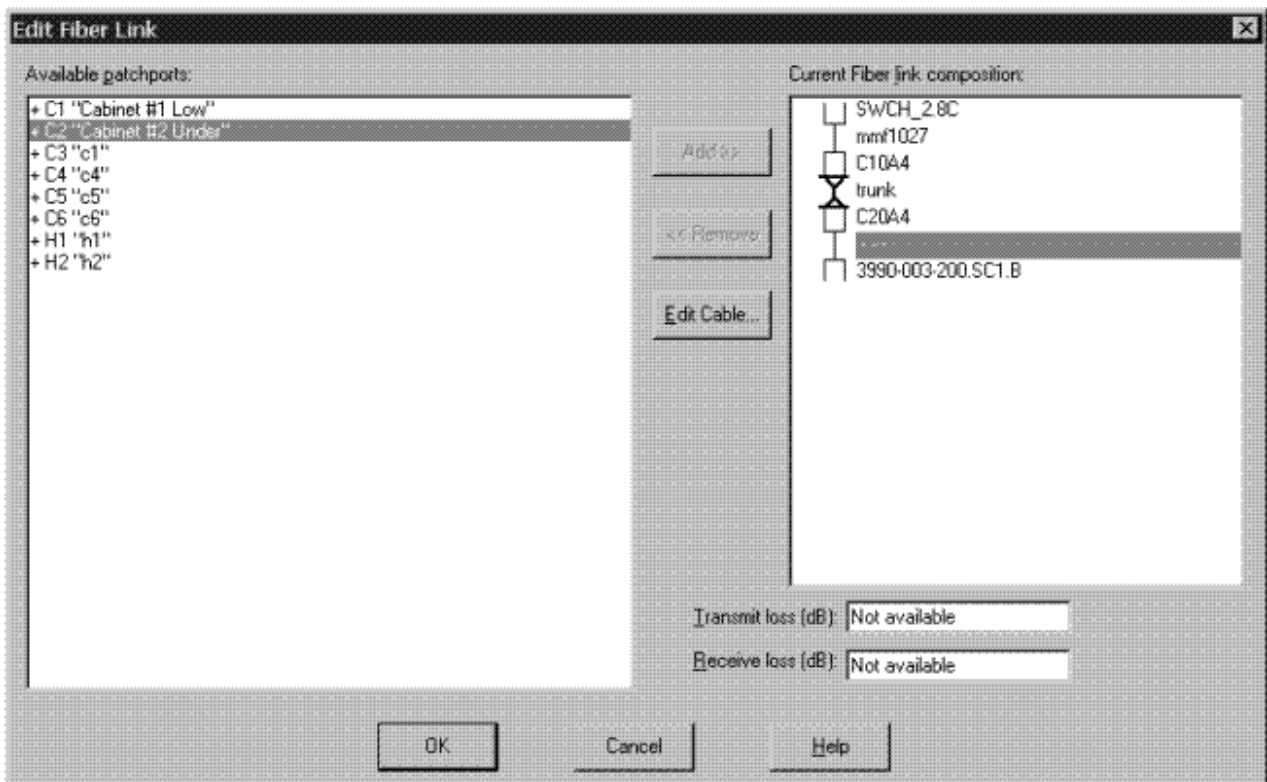 Edit Fiber Link
Available patchports:
+ C1 "Cabinet #1 Low"
+ C2 "Cabinet #2 Under"
+ C3 "c1"
+ C4 "c4"
+ C5 "c5"
+ C6 "c6"
+ H1 "h1"
+ H2 "h2"
Add >>
<< Remove
Edit Cable...
Current Fiber link composition:
SWCH_2.8C
mmf1027
C10A4
trunk
C20A4
3990-003-200.SC1.B
Transmit loss (dB): Not available
Receive loss (dB): Not available
OK
Cancel
Help